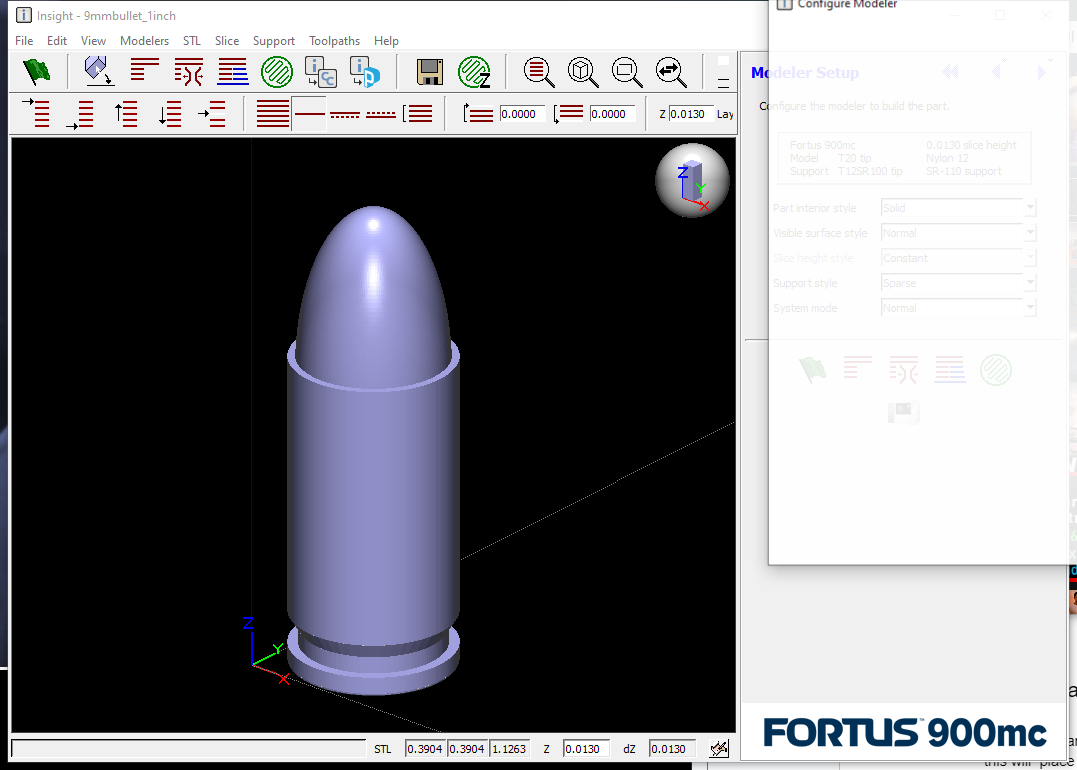 Insight - 9mmbullet_1inch
File Edit View Modelers STL Slice Support Toolpaths Help
0.0000 0.0000 Z 0.0130 Lay
Z Y X
Z Y X
STL 0.3904 0.3904 1.1263 Z 0.0130 dZ 0.0130
Configure Modeler
Modeler Setup
Configure the modeler to build the part.
Fortus 900mc 0.0130 slice height
Model T20 tip Nylon 12
Support T12SR100 tip SR-110 support
Part interior style Solid
Visible surface style Normal
Slice height style Constant
Support style Sparse
System mode Normal
FORTUS 900mc
this will place